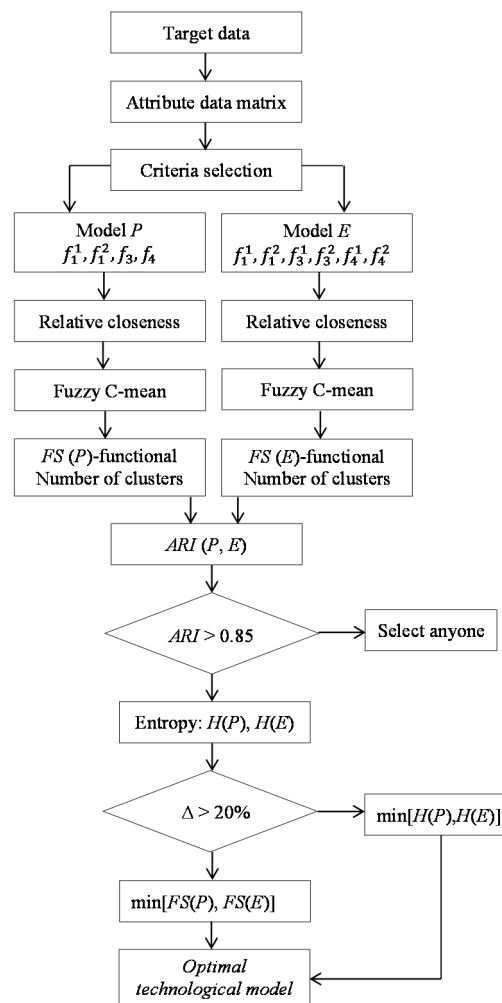 Target data
Attribute data matrix
Criteria selection
Model P
f₁¹, f₁², f₃, f₄
Model E
f₁¹, f₁², f₃¹, f₃², f₄¹, f₄²
Relative closeness
Relative closeness
Fuzzy C-mean
Fuzzy C-mean
FS (P)-functional
Number of clusters
FS (E)-functional
Number of clusters
ARI (P, E)
ARI > 0.85
Select anyone
Entropy: H(P), H(E)
Δ > 20%
min[H(P),H(E)]
min[FS(P), FS(E)]
Optimal
technological model